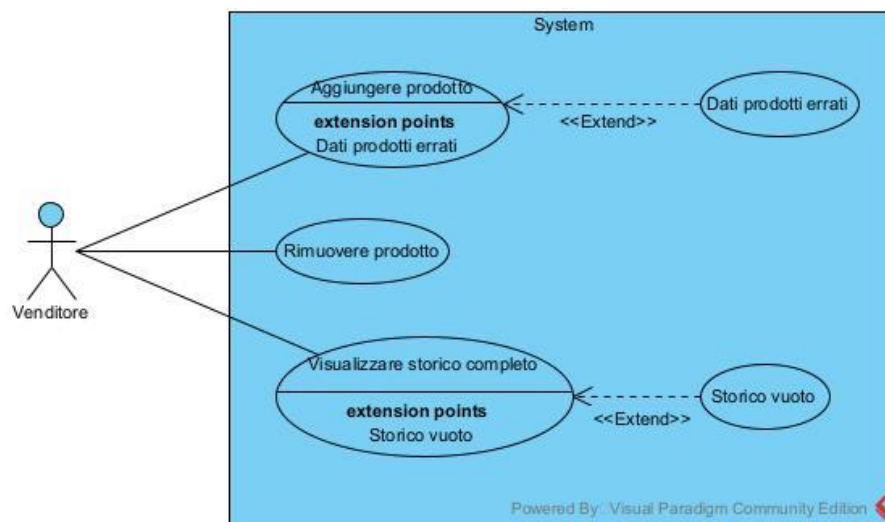 System
Aggiungere prodotto
extension points
Dati prodotti errati
<<Extend>>
Dati prodotti errati
Rimuovere prodotto
Venditore
Visualizzare storico completo
extension points
Storico vuoto
<<Extend>>
Storico vuoto
Powered By: Visual Paradigm Community Edition